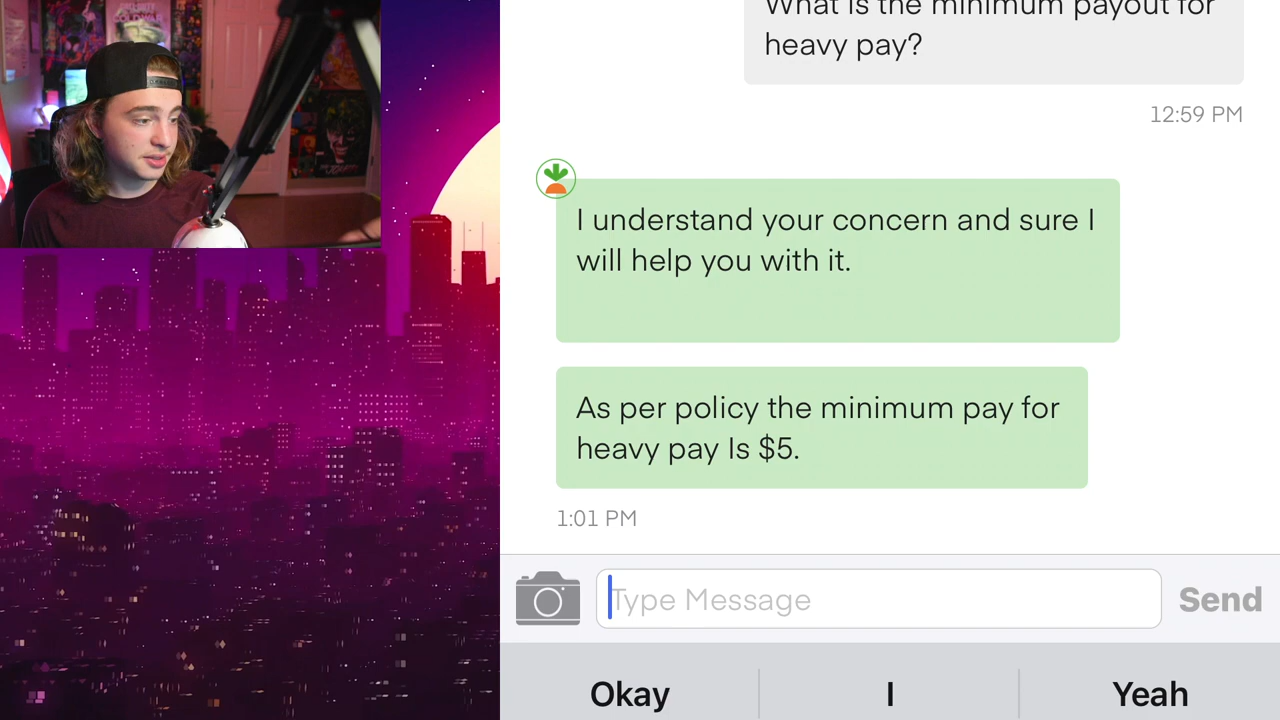 COLD WAR
What is the minimum payout for
heavy pay?
12:59 PM
I understand your concern and sure I
will help you with it.
As per policy the minimum pay for
heavy pay Is $5.
1:01 PM
Type Message
Send
Okay
I
Yeah